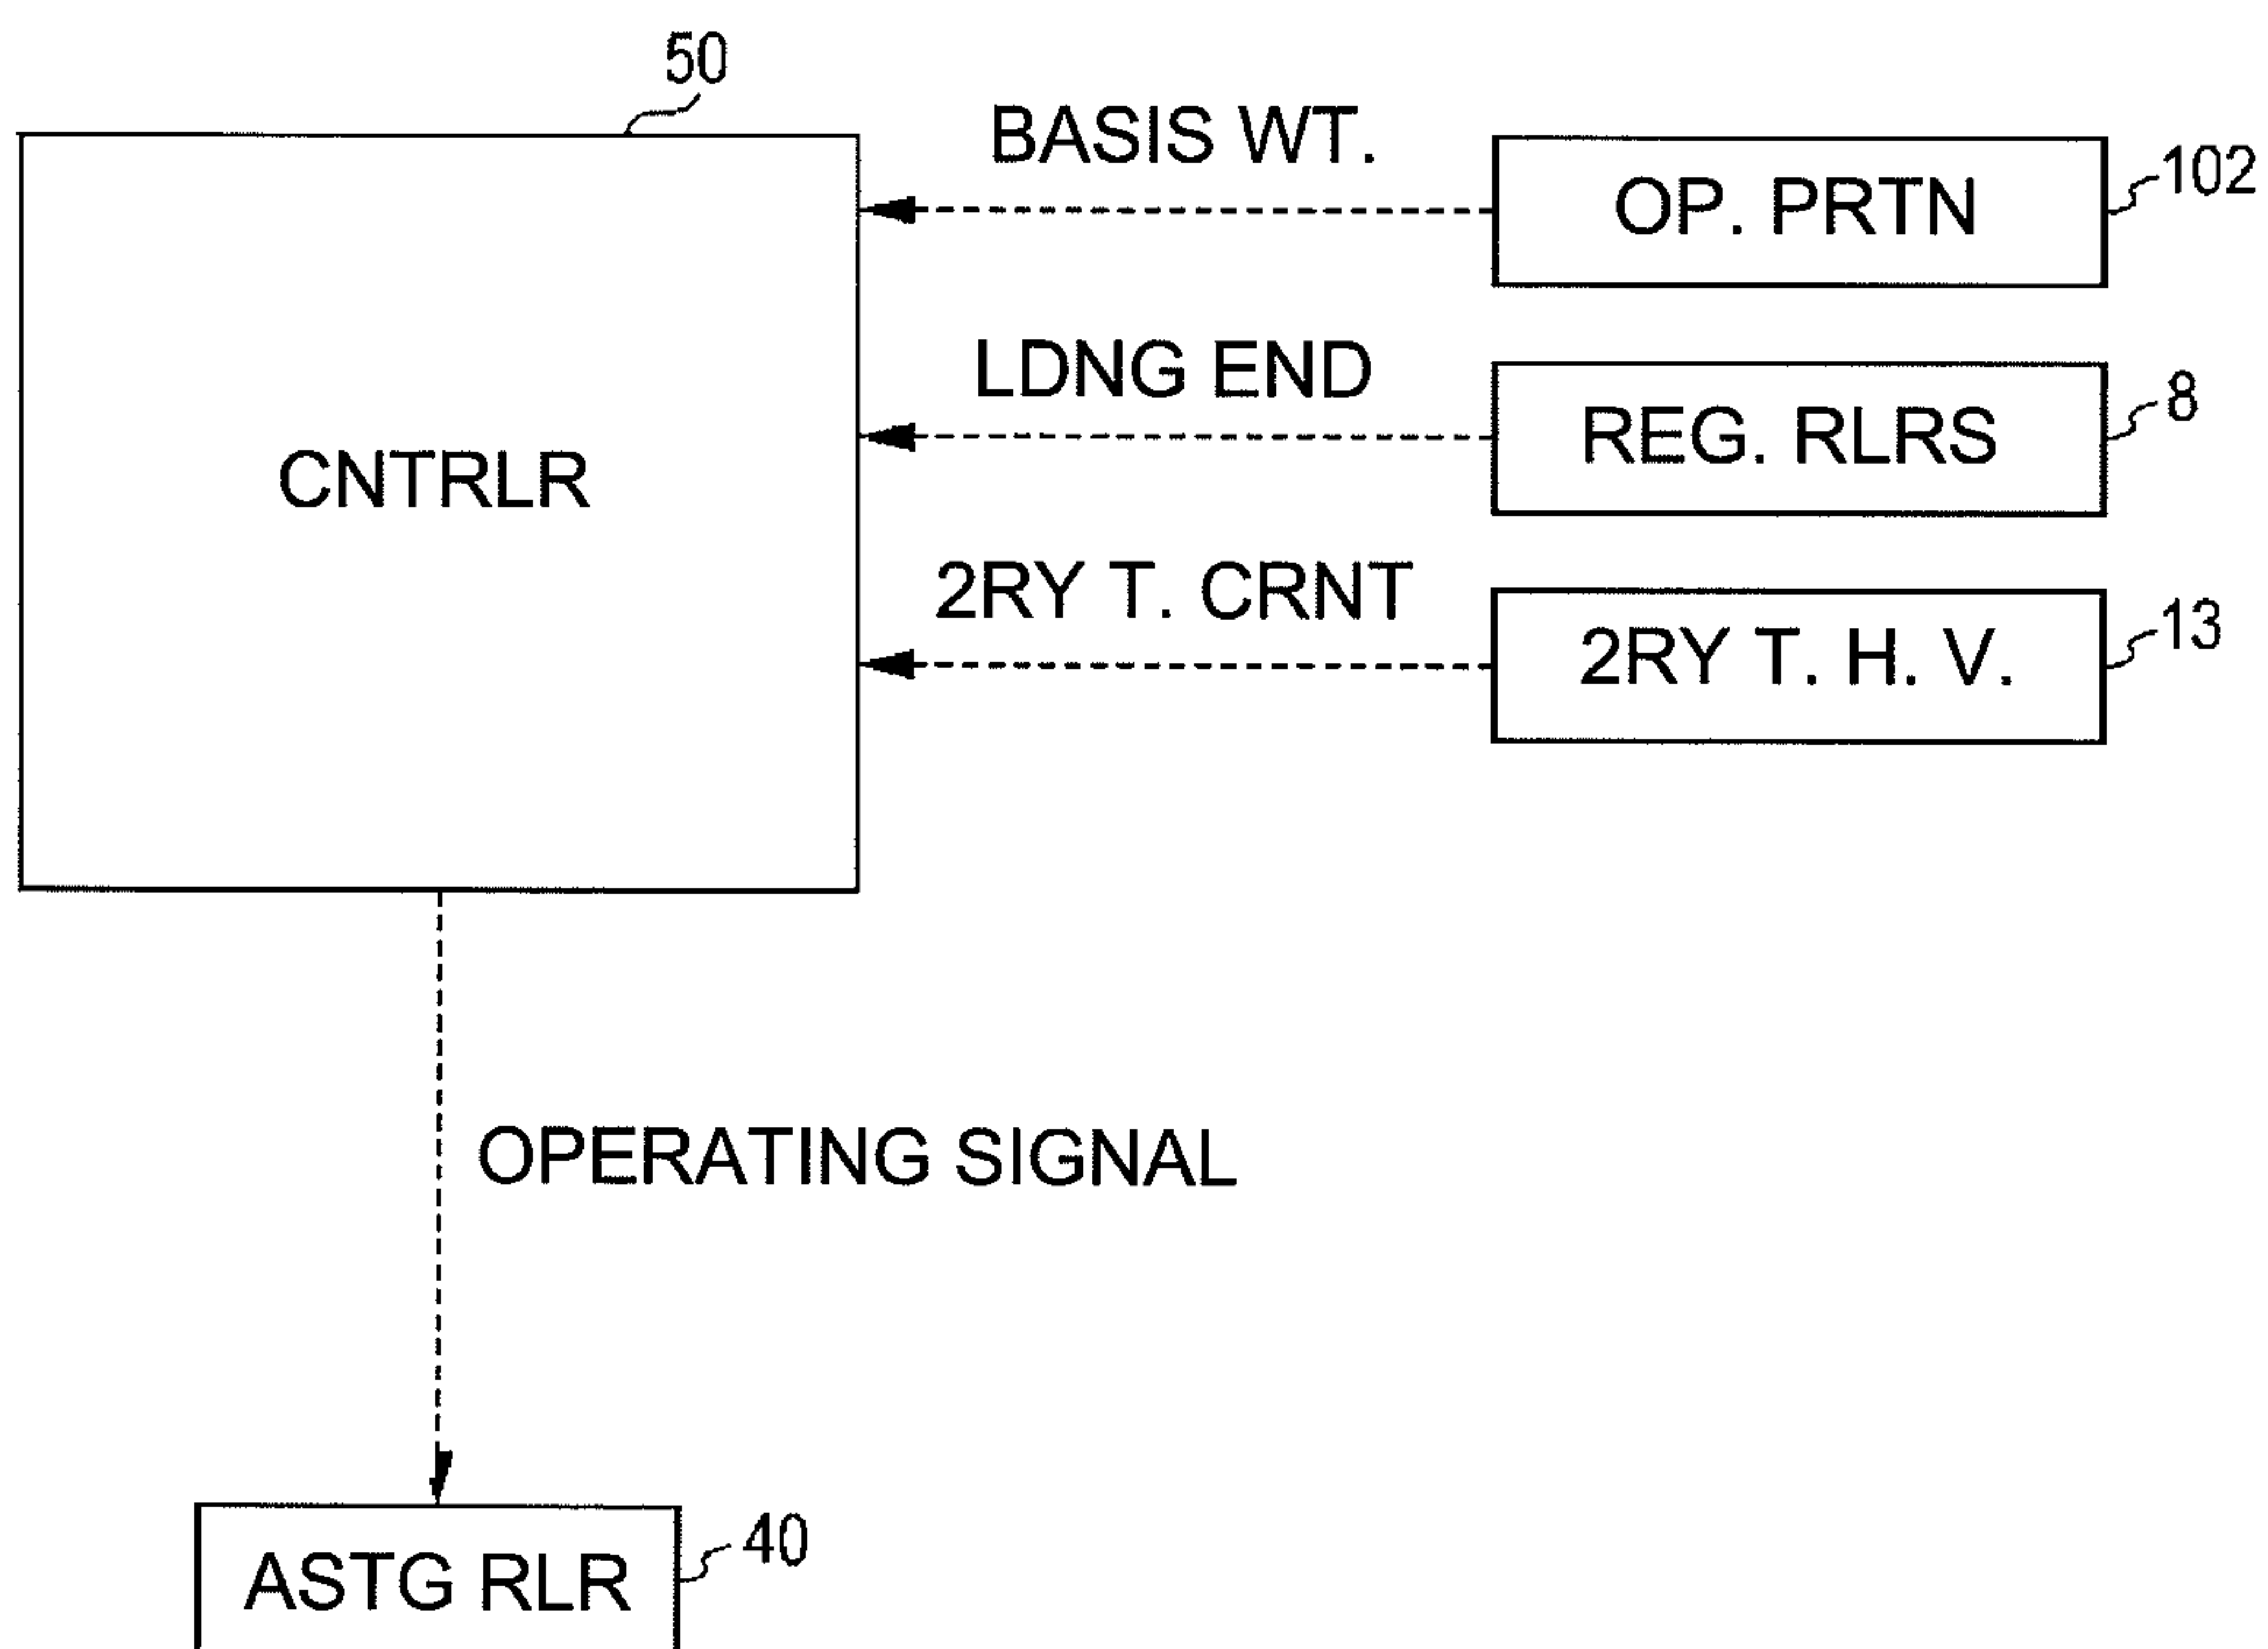 50
BASIS WT.
OP. PRTN
102
LDNG END
REG. RLRS
8
CNTRLR
2RY T. CRNT
2RY T. H. V.
13
OPERATING SIGNAL
ASTG RLR
40